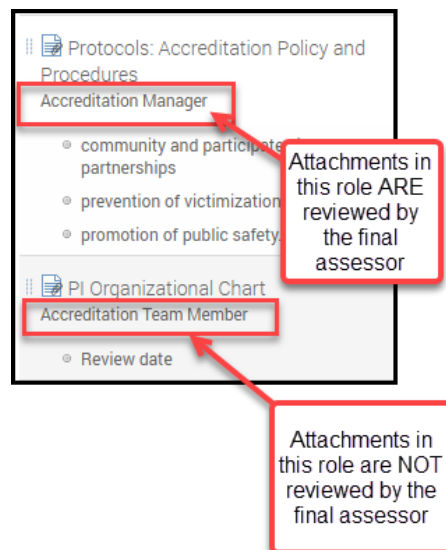 Protocols: Accreditation Policy and
Procedures
Accreditation Manager
community and participate
partnerships
prevention of victimization
promotion of public safety.
Attachments in
this role ARE
reviewed by
the final
assessor
PI Organizational Chart
Accreditation Team Member
Review date
Attachments in
this role are NOT
reviewed by the
final assessor